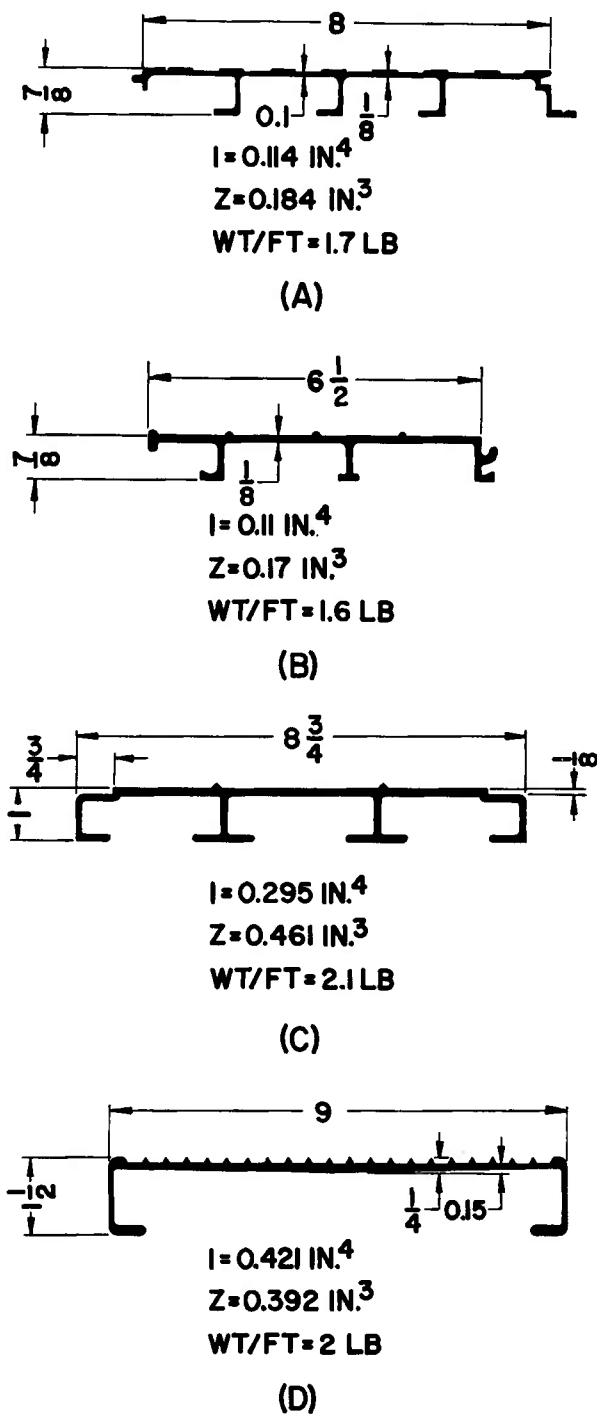 8
7/8
0.1
1/8
I=0.114 IN.⁴
Z=0.184 IN.³
WT/FT=1.7 LB
(A)
6 1/2
7/8
1/8
I=0.11 IN.⁴
Z=0.17 IN.³
WT/FT=1.6 LB
(B)
8 3/4
3/4
1/8
1
I=0.295 IN.⁴
Z=0.461 IN.³
WT/FT=2.1 LB
(C)
9
1 1/2
1/4
0.15
I=0.421 IN.⁴
Z=0.392 IN.³
WT/FT=2 LB
(D)